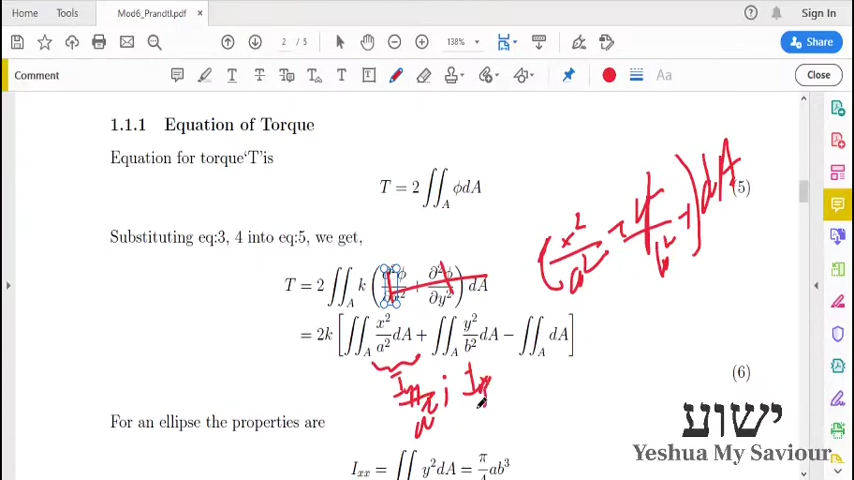 Home Tools Mod6_Prandtl.pdf × Sign In
2 / 5 138% Share
Comment Close
1.1.1 Equation of Torque
Equation for torque‘T’is
T = 2 ∬_A ϕdA (5)
Substituting eq:3, 4 into eq:5, we get,
T = 2 ∬_A k (∂²ϕ/∂x² + ∂²ϕ/∂y²) dA
= 2k [∬_A x²/a² dA + ∬_A y²/b² dA − ∬_A dA]
(6)
For an ellipse the properties are
I_xx = ∬ y²dA = π/4 ab³
ישוע
Yeshua My Saviour